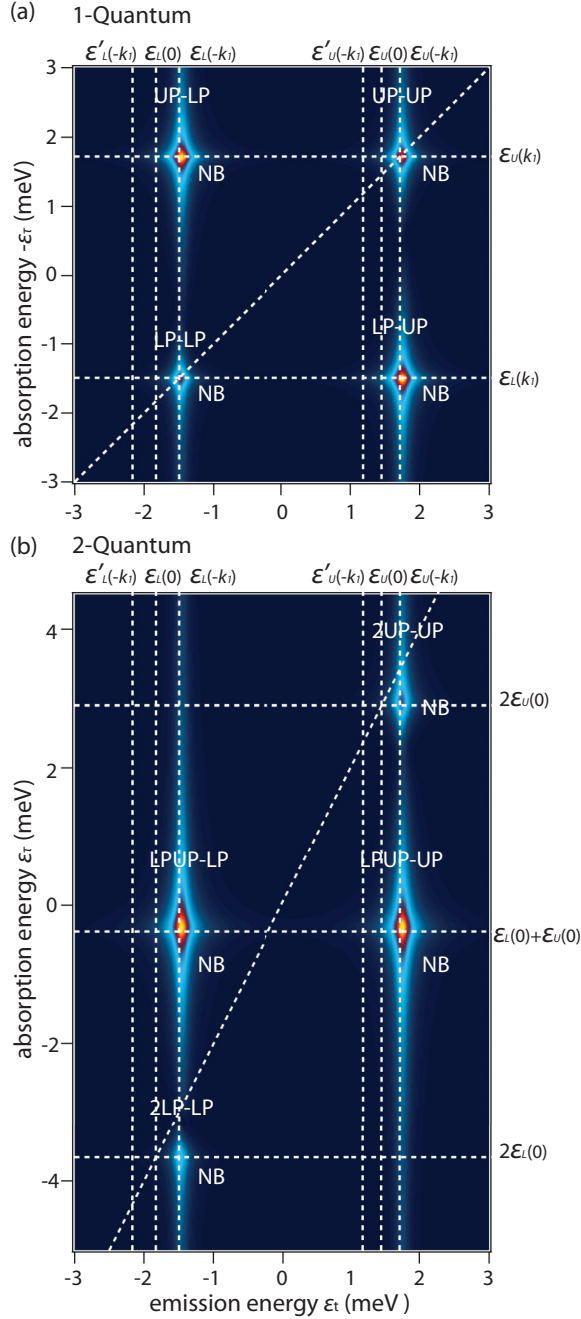 (a) 1-Quantum
ε'L(-k1) εL(0) εL(-k1) ε'U(-k1) εU(0) εU(-k1)
3
UP-LP UP-UP
2
εU(k1)
NB NB
1
0
absorption energy -ετ (meV)
-1
LP-LP LP-UP
εL(k1)
NB NB
-2
-3
-3 -2 -1 0 1 2 3
(b) 2-Quantum
ε'L(-k1) εL(0) εL(-k1) ε'U(-k1) εU(0) εU(-k1)
4
2UP-UP
2εU(0)
NB
2
LPUP-LP LPUP-UP
0
εL(0)+εU(0)
NB NB
absorption energy ετ (meV)
-2
2LP-LP
2εL(0)
NB
-4
-3 -2 -1 0 1 2 3
emission energy εt (meV )